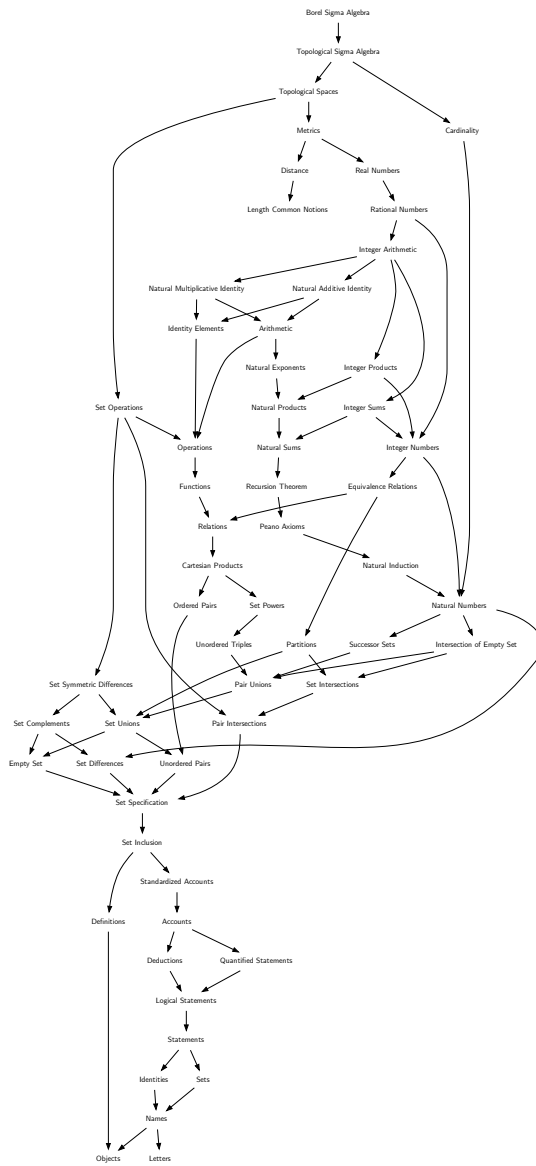 Borel Sigma Algebra
Topological Sigma Algebra
Topological Spaces
Metrics
Cardinality
Distance
Real Numbers
Length Common Notions
Rational Numbers
Integer Arithmetic
Natural Multiplicative Identity
Natural Additive Identity
Identity Elements
Arithmetic
Natural Exponents
Integer Products
Set Operations
Natural Products
Integer Sums
Operations
Natural Sums
Integer Numbers
Functions
Recursion Theorem
Equivalence Relations
Relations
Peano Axioms
Cartesian Products
Natural Induction
Ordered Pairs
Set Powers
Natural Numbers
Unordered Triples
Partitions
Successor Sets
Intersection of Empty Set
Set Symmetric Differences
Pair Unions
Set Intersections
Set Complements
Set Unions
Pair Intersections
Empty Set
Set Differences
Unordered Pairs
Set Specification
Set Inclusion
Standardized Accounts
Definitions
Accounts
Deductions
Quantified Statements
Logical Statements
Statements
Identities
Sets
Names
Objects
Letters